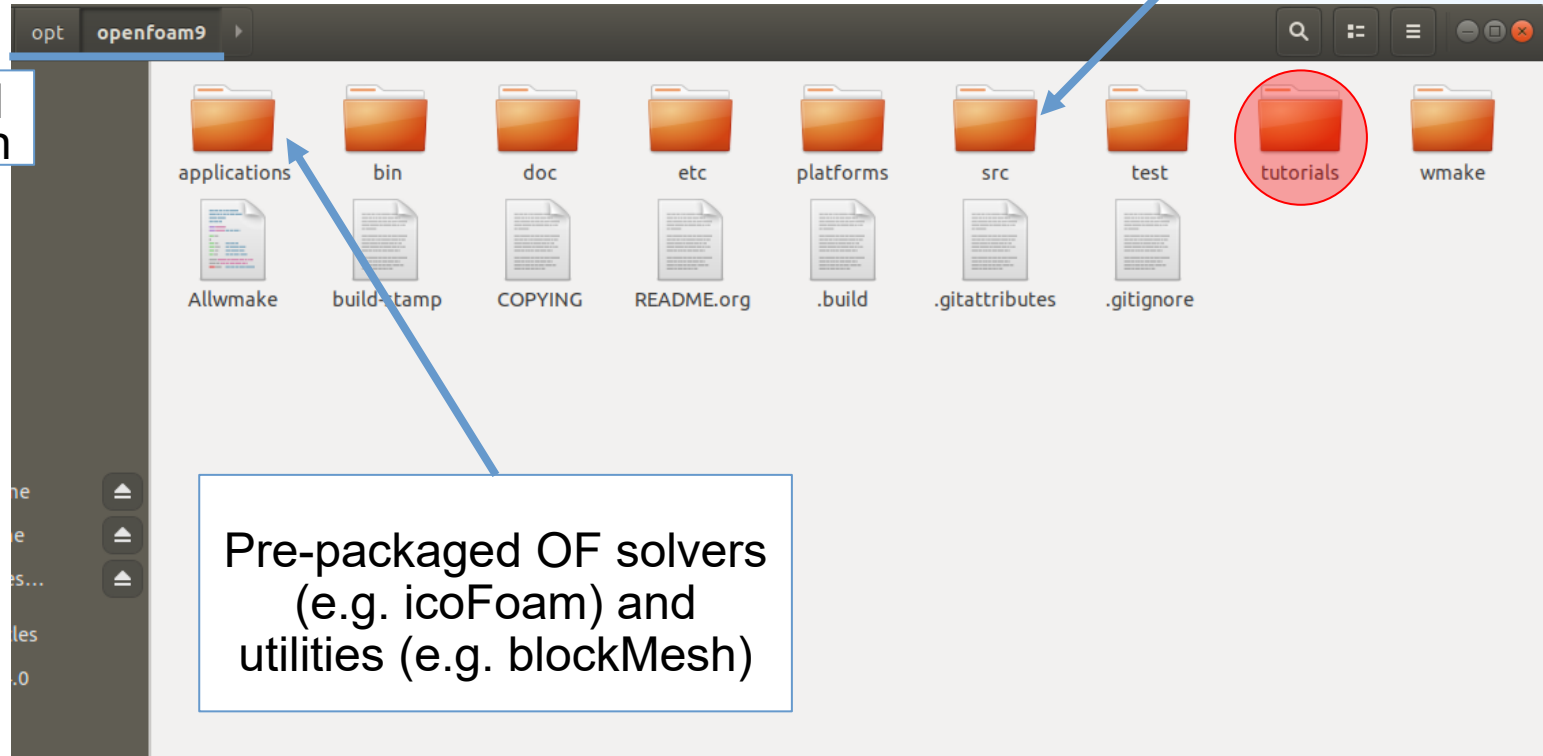 opt openfoam9
applications bin doc etc platforms src test tutorials wmake
Allwmake build-stamp COPYING README.org .build .gitattributes .gitignore
Pre-packaged OF solvers
(e.g. icoFoam) and
utilities (e.g. blockMesh)